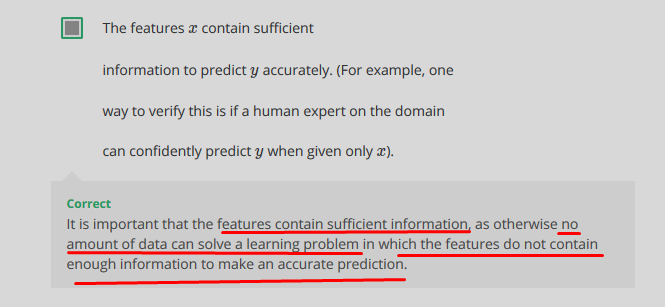 The features x contain sufficient
information to predict y accurately. (For example, one
way to verify this is if a human expert on the domain
can confidently predict y when given only x).
Correct
It is important that the features contain sufficient information, as otherwise no
amount of data can solve a learning problem in which the features do not contain
enough information to make an accurate prediction.